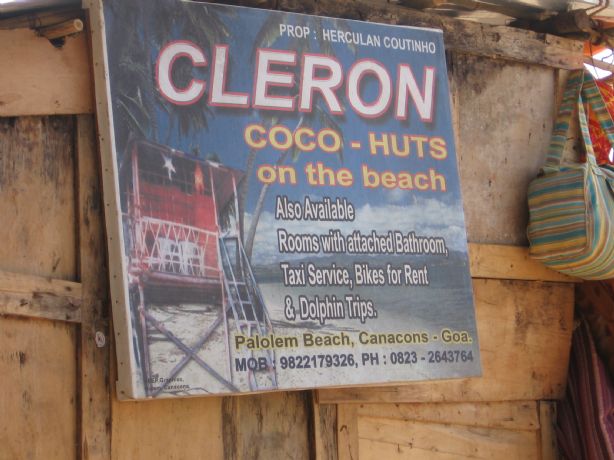 PROP : HERCULAN COUTINHO
CLERON
COCO - HUTS
on the beach
Also Available
Rooms with attached Bathroom,
Taxi Service, Bikes for Rent
& Dolphin Trips.
Palolem Beach, Canacons - Goa.
MOB : 9822179326, PH : 0823 - 2643764